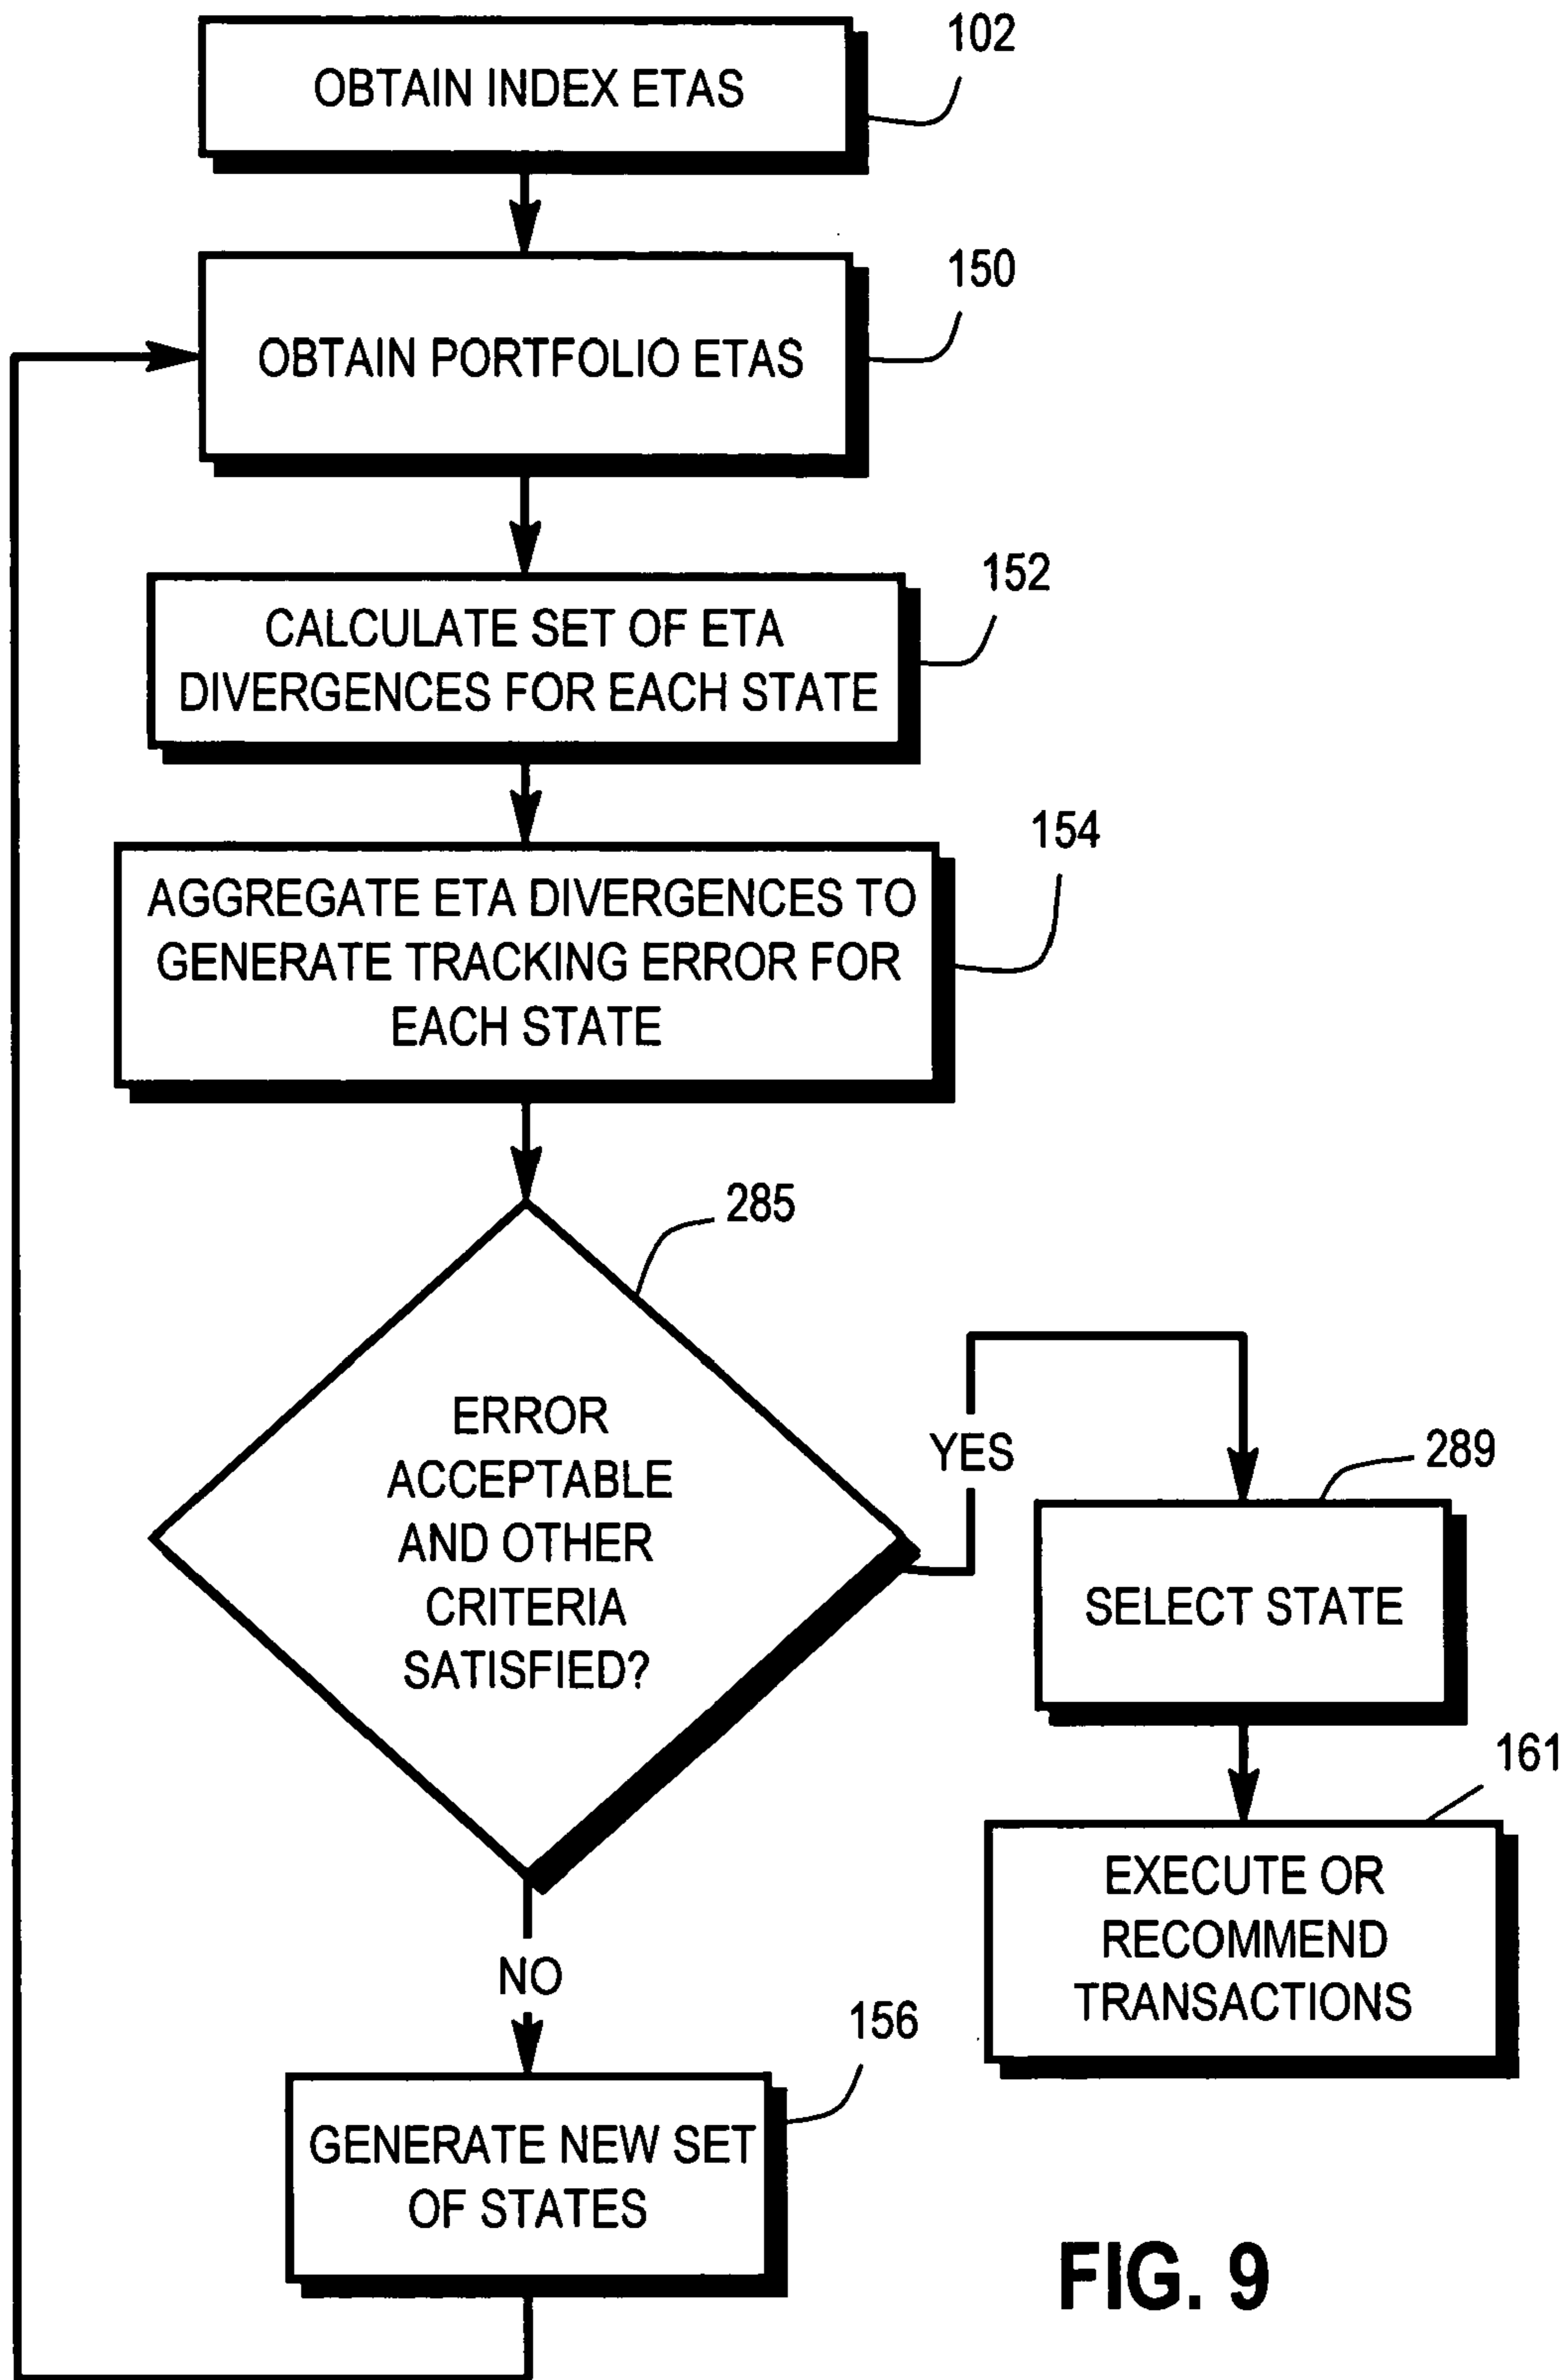 102
OBTAIN INDEX ETAS
150
OBTAIN PORTFOLIO ETAS
152
CALCULATE SET OF ETA
DIVERGENCES FOR EACH STATE
154
AGGREGATE ETA DIVERGENCES TO
GENERATE TRACKING ERROR FOR
EACH STATE
285
ERROR
ACCEPTABLE
AND OTHER
CRITERIA
SATISFIED?
YES
289
SELECT STATE
161
EXECUTE OR
RECOMMEND
TRANSACTIONS
NO
156
GENERATE NEW SET
OF STATES
FIG. 9